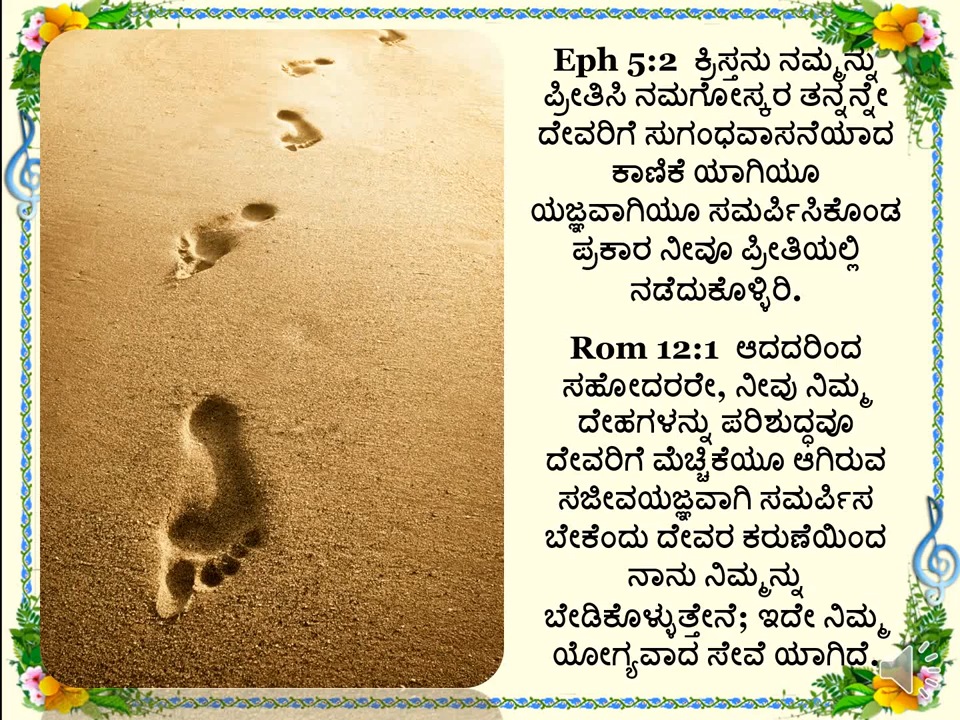 Eph 5:2 ಕ್ರಿಸ್ತನು ನಮ್ಮನ್ನು
ಪ್ರೀತಿಸಿ ನಮಗೋಸ್ಕರ ತನ್ನನ್ನೇ
ದೇವರಿಗೆ ಸುಗಂಧವಾಸನೆಯಾದ
ಕಾಣಿಕೆ ಯಾಗಿಯೂ
ಯಜ್ಞವಾಗಿಯೂ ಸಮರ್ಪಿಸಿಕೊಂಡ
ಪ್ರಕಾರ ನೀವೂ ಪ್ರೀತಿಯಲ್ಲಿ
ನಡೆದುಕೊಳ್ಳಿರಿ.
Rom 12:1 ಆದದರಿಂದ
ಸಹೋದರರೇ, ನೀವು ನಿಮ್ಮ
ದೇಹಗಳನ್ನು ಪರಿಶುದ್ಧವೂ
ದೇವರಿಗೆ ಮೆಚ್ಚಿಕೆಯೂ ಆಗಿರುವ
ಸಜೀವಯಜ್ಞವಾಗಿ ಸಮರ್ಪಿಸ
ಬೇಕೆಂದು ದೇವರ ಕರುಣೆಯಿಂದ
ನಾನು ನಿಮ್ಮನ್ನು
ಬೇಡಿಕೊಳ್ಳುತ್ತೇನೆ; ಇದೇ ನಿಮ್ಮ
ಯೋಗ್ಯವಾದ ಸೇವೆ ಯಾಗಿದೆ.